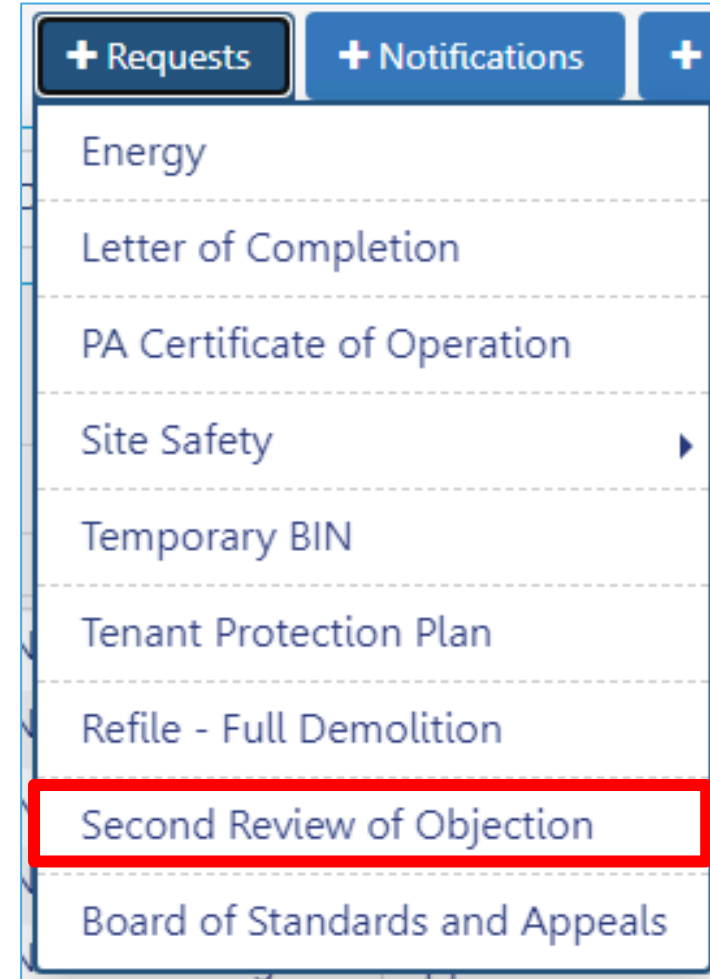 + Requests
+ Notifications
+
Energy
Letter of Completion
PA Certificate of Operation
Site Safety
Temporary BIN
Tenant Protection Plan
Refile - Full Demolition
Second Review of Objection
Board of Standards and Appeals